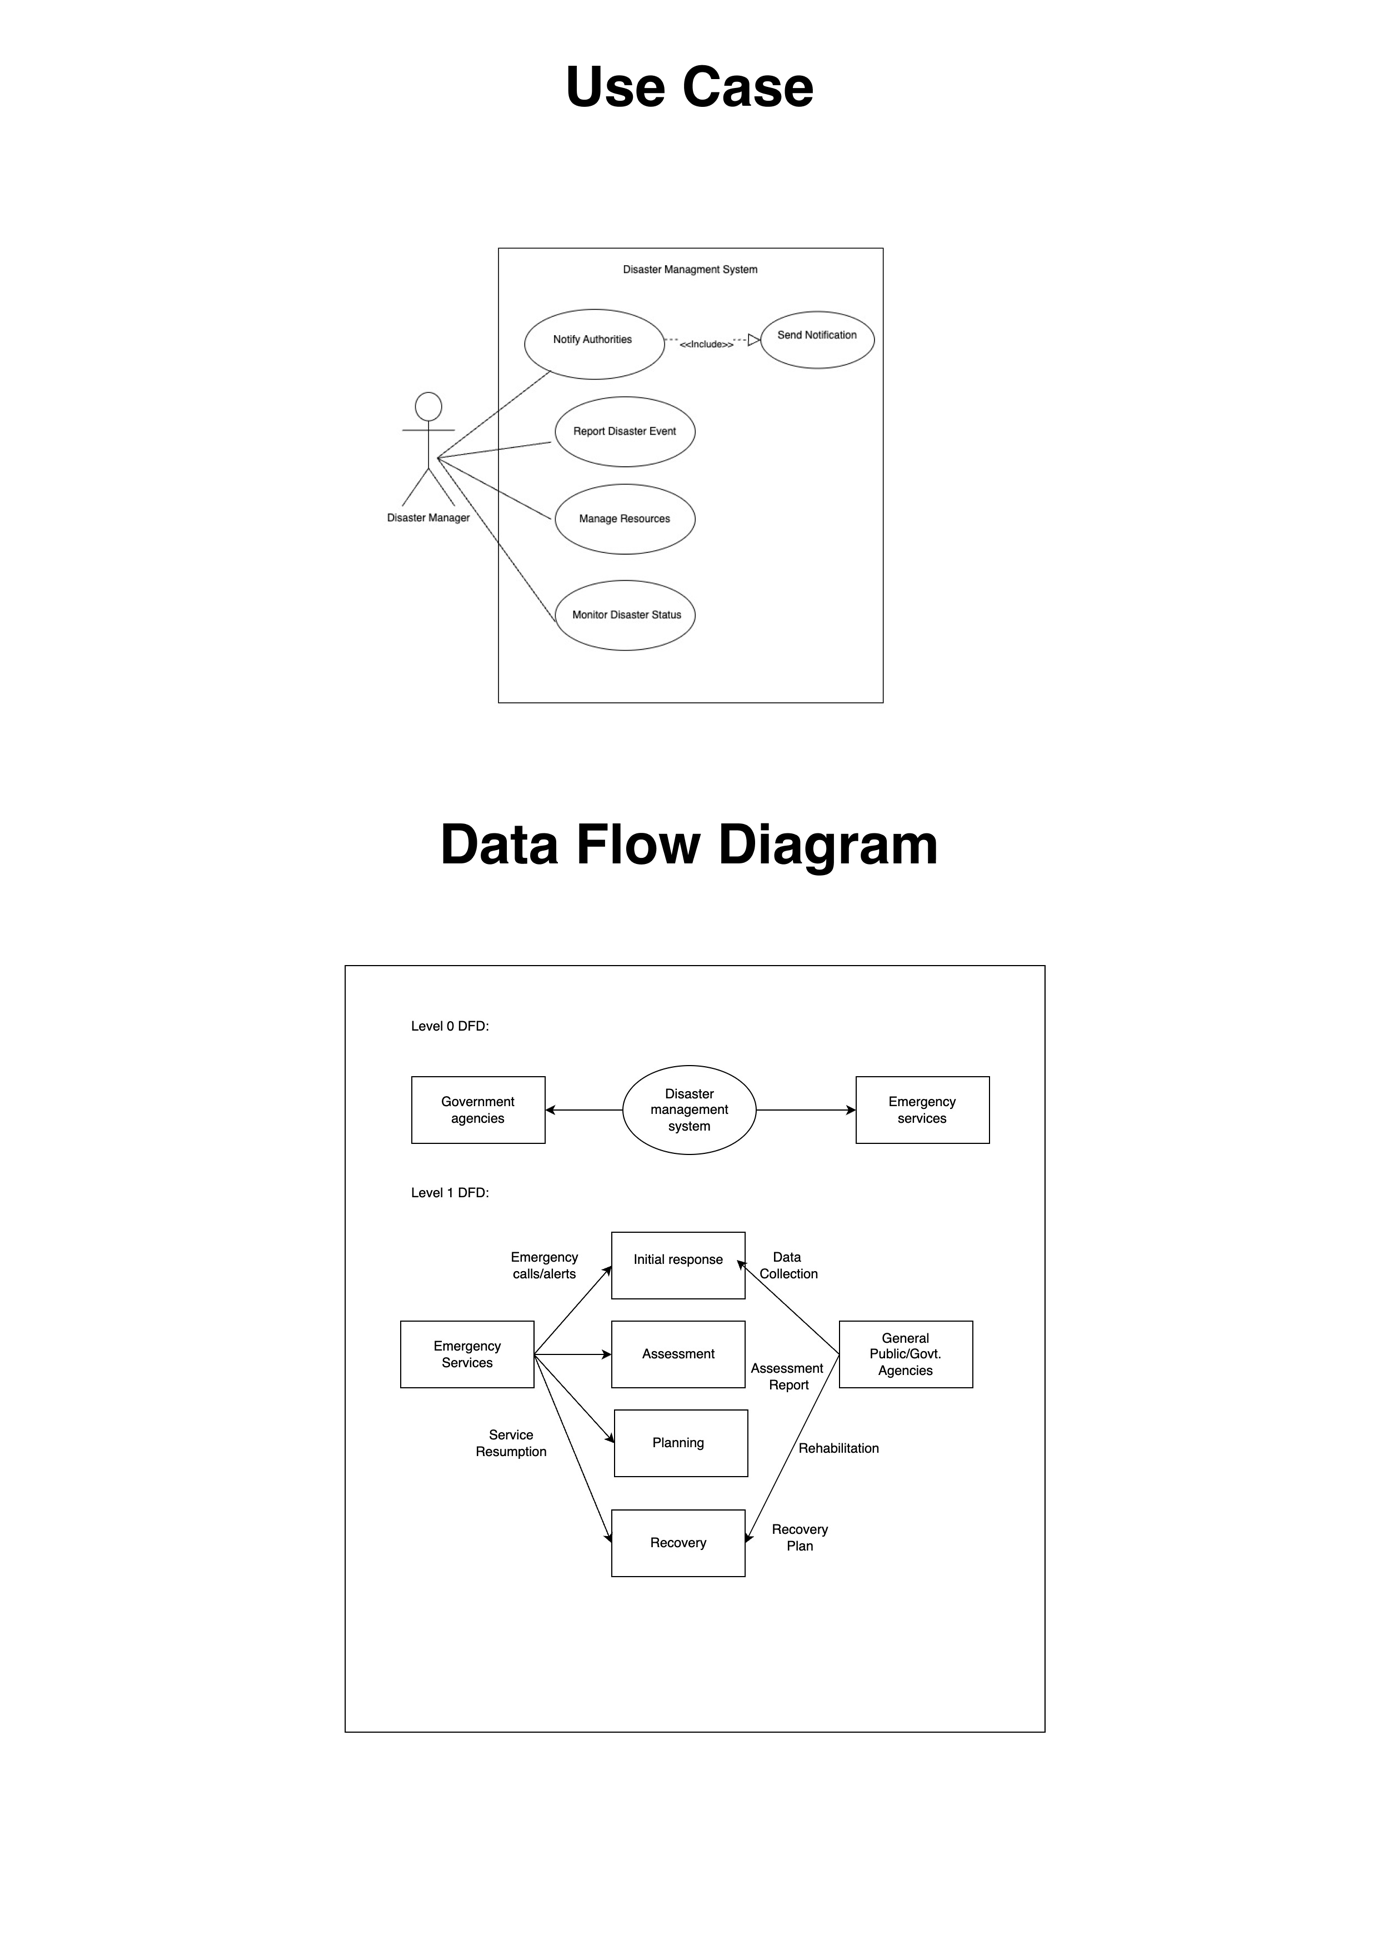 Use Case
Disaster Managment System
Notify Authorities
<<Include>>
Send Notification
Report Disaster Event
Manage Resources
Disaster Manager
Monitor Disaster Status
Data Flow Diagram
Level 0 DFD:
Government
agencies
Disaster
management
system
Emergency
services
Level 1 DFD:
Emergency
calls/alerts
Initial response
Data
Collection
Emergency
Services
Assessment
General
Public/Govt.
Agencies
Assessment
Report
Service
Resumption
Planning
Rehabilitation
Recovery
Recovery
Plan